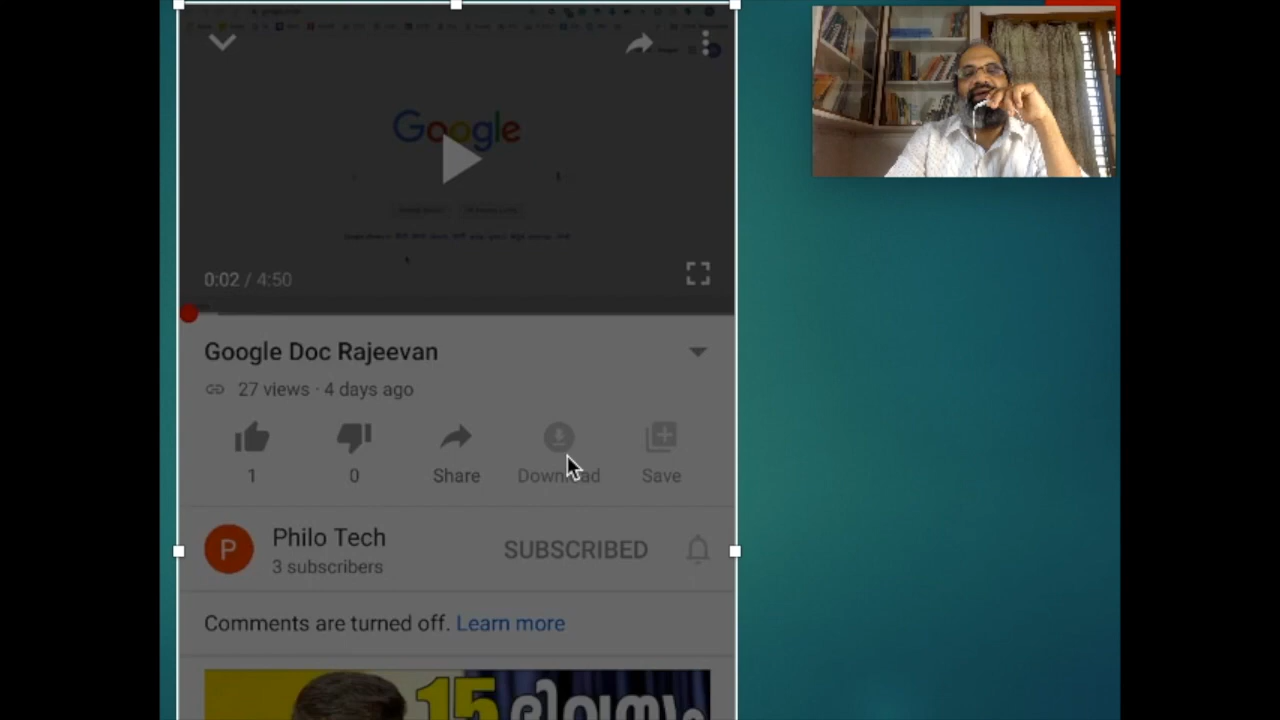 Google
0:02 / 4:50
Google Doc Rajeevan
27 views · 4 days ago
1
0
Share
Download
Save
P
Philo Tech
3 subscribers
SUBSCRIBED
Comments are turned off. Learn more
15 ദിവസം